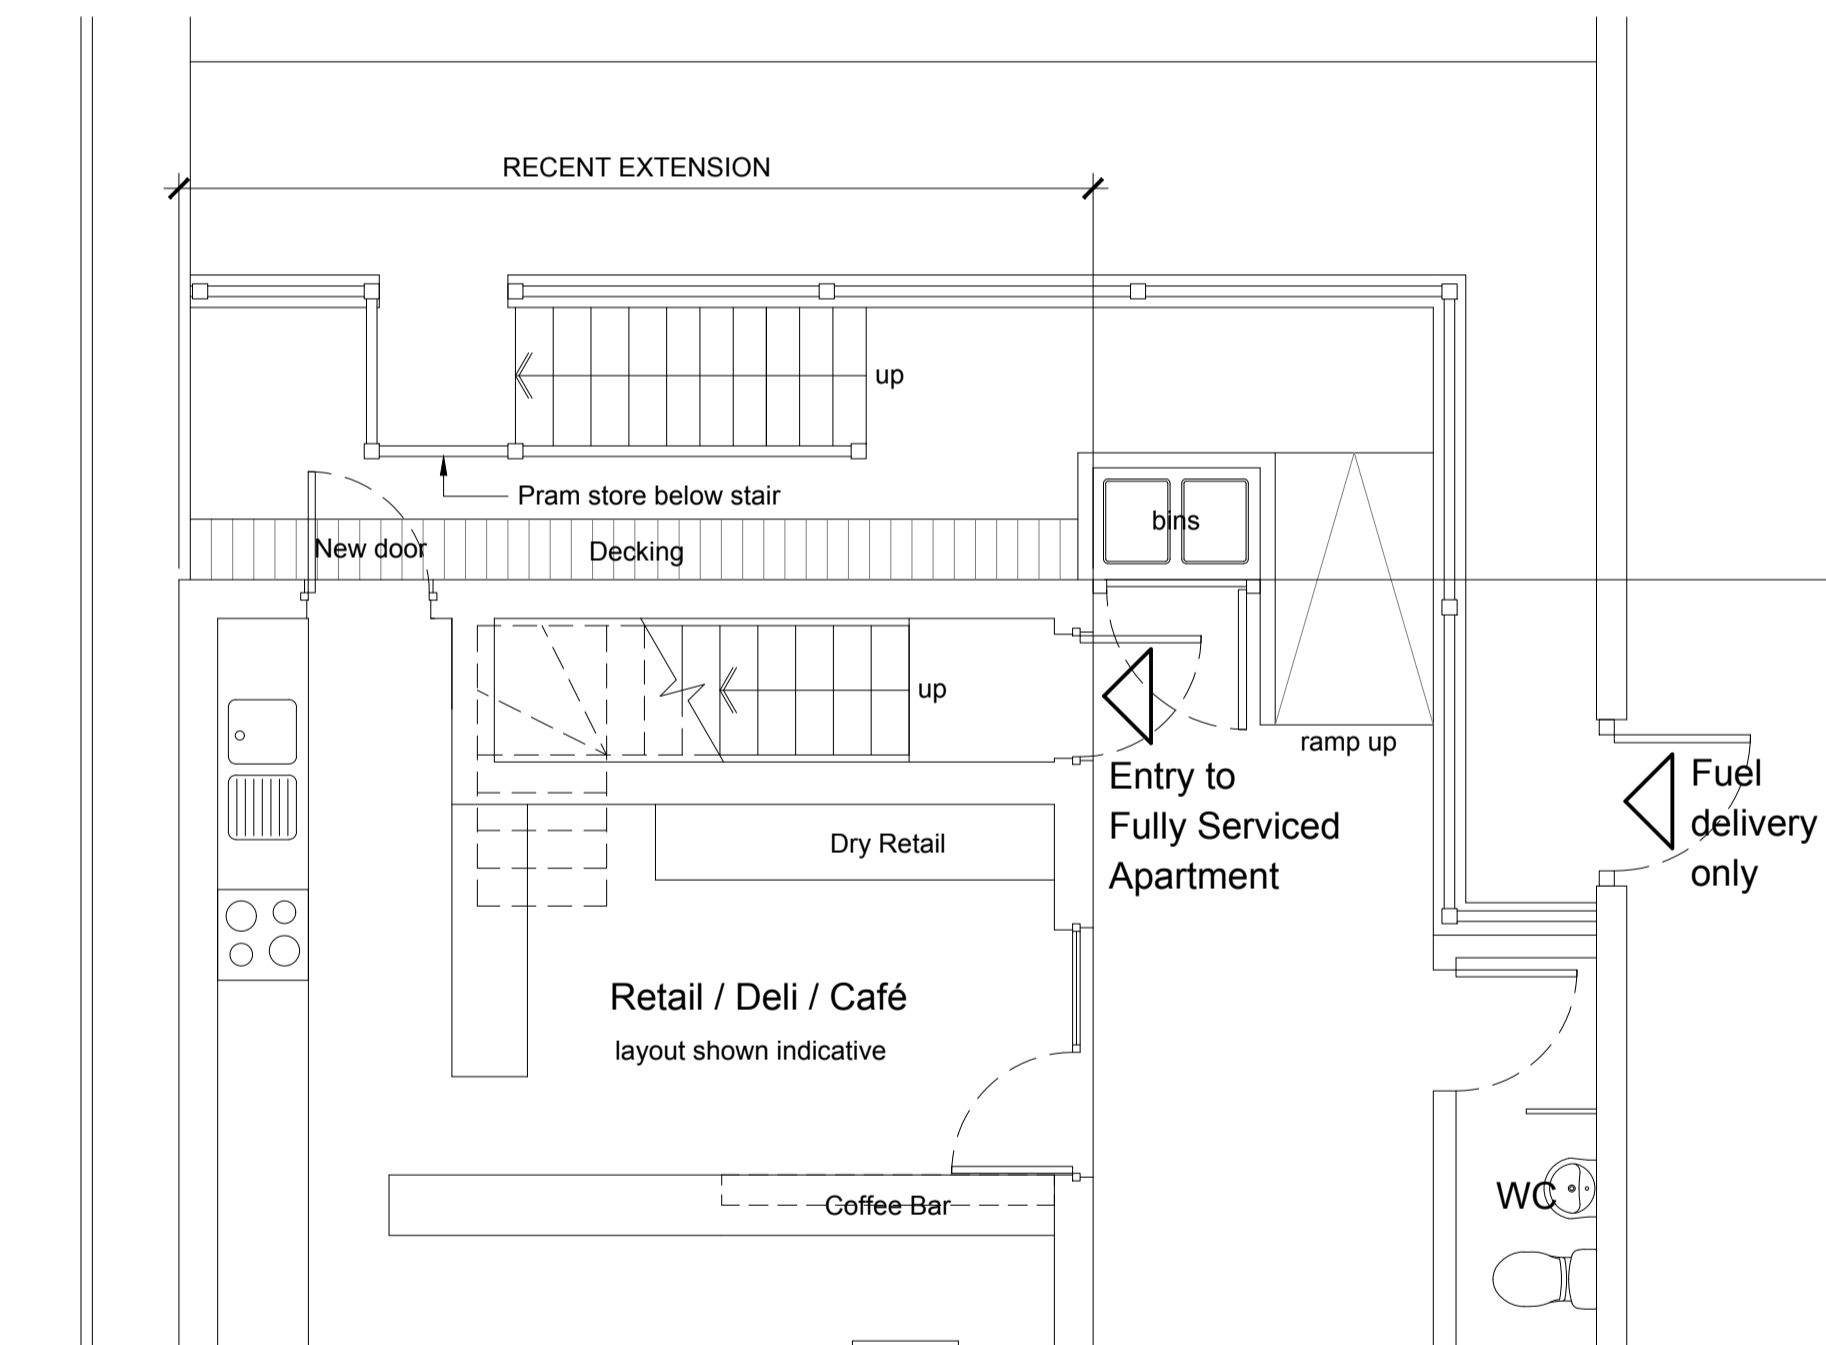 RECENT EXTENSION
up
Pram store below stair
bins
New door
Decking
up
ramp up
Entry to
Fully Serviced
Apartment
Fuel
delivery
only
Dry Retail
Retail / Deli / Café
layout shown indicative
WC
Coffee Bar